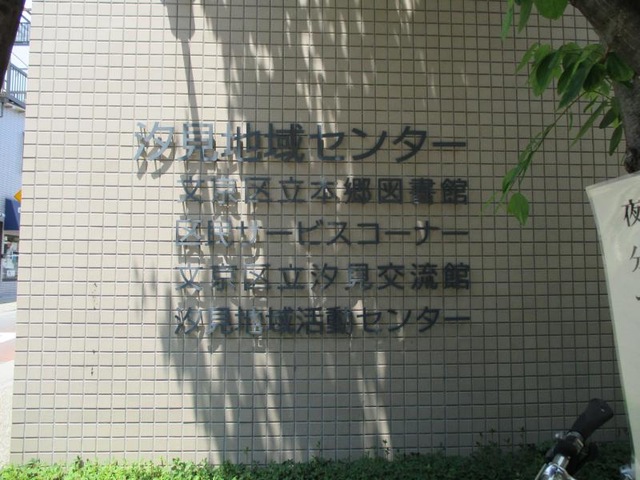 汐見地域センター
文京区立本郷図書館
区民サービスコーナー
文京区立汐見交流館
汐見地域活動センター
夜